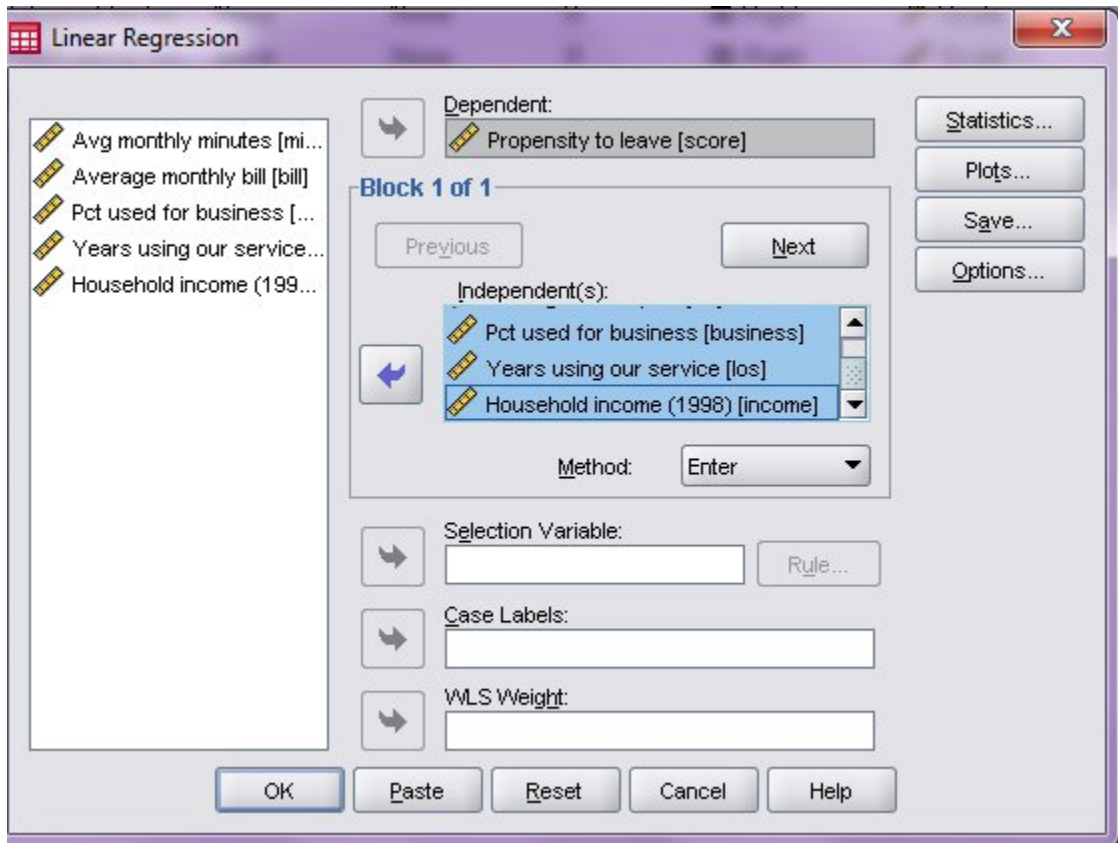 Linear Regression
Avg monthly minutes [mi...
Average monthly bill [bill]
Pct used for business [...
Years using our service...
Household income (199...
Dependent:
Propensity to leave [score]
Block 1 of 1
Previous
Next
Independent(s):
Pct used for business [business]
Years using our service [los]
Household income (1998) [income]
Method:
Enter
Selection Variable:
Rule...
Case Labels:
WLS Weight:
Statistics...
Plots...
Save...
Options...
OK
Paste
Reset
Cancel
Help